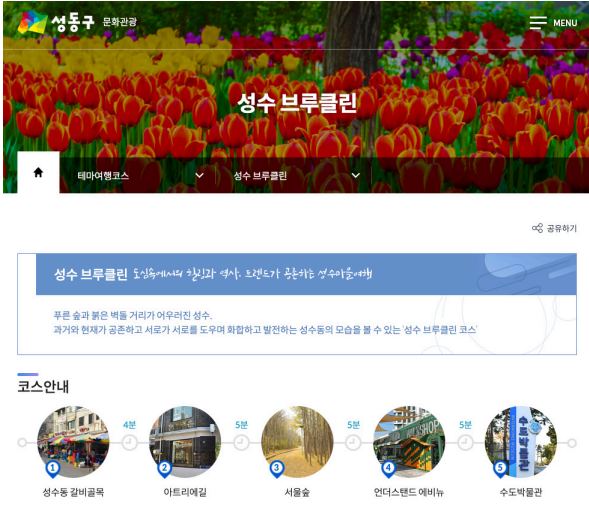 성동구 문화관광
MENU
성수 브루클린
테마여행코스
성수 브루클린
공유하기
성수 브루클린 도심속에서의 힐링과 역사, 트렌드가 공존하는 성수마을여행
푸른 숲과 붉은 벽돌 거리가 어우러진 성수.
과거와 현재가 공존하고 서로가 서로를 도우며 화합하고 발전하는 성수동의 모습을 볼 수 있는 '성수 브루클린 코스'
코스안내
4분
5분
5분
5분
수도박물관
1
2
3
4
5
성수동 갈비골목
아트리에길
서울숲
언더스탠드 에비뉴
수도박물관